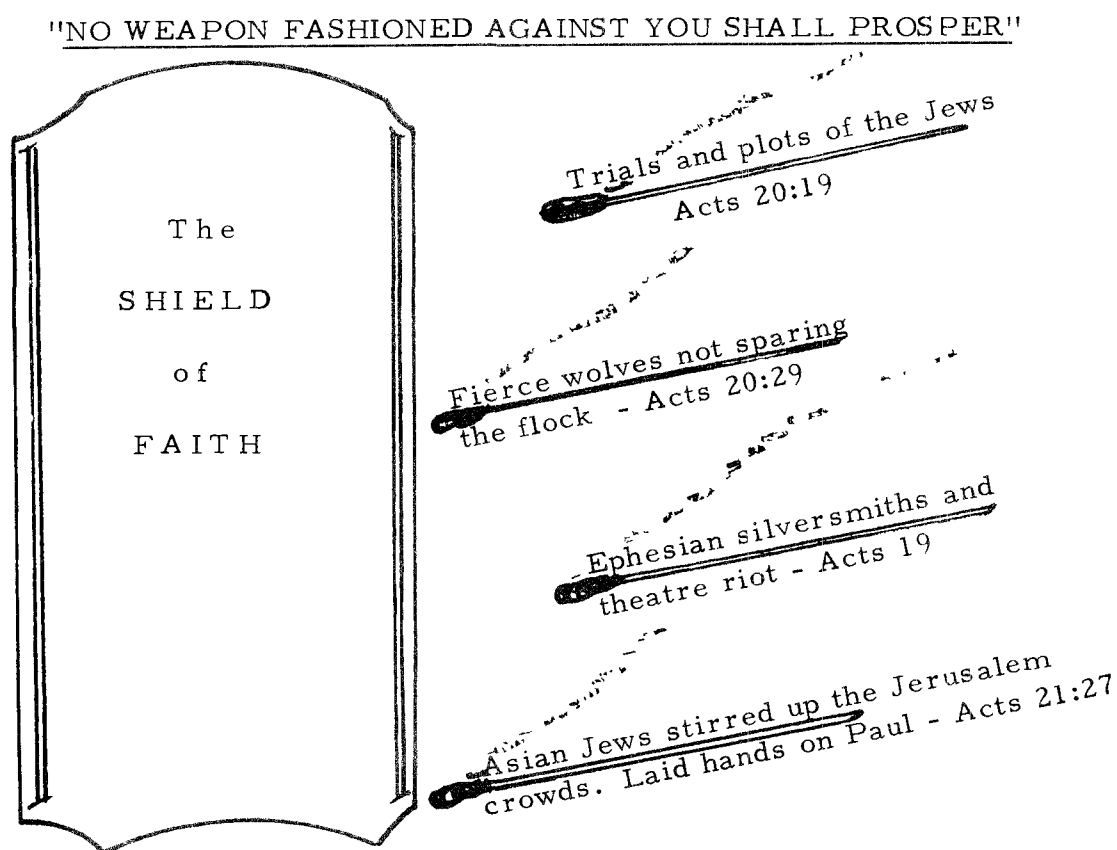 "NO WEAPON FASHIONED AGAINST YOU SHALL PROSPER"
The
SHIELD
of
FAITH
Trials and plots of the Jews
Acts 20:19
Fierce wolves not sparing
the flock - Acts 20:29
Ephesian silversmiths and
theatre riot - Acts 19
Asian Jews stirred up the Jerusalem
crowds. Laid hands on Paul - Acts 21:27